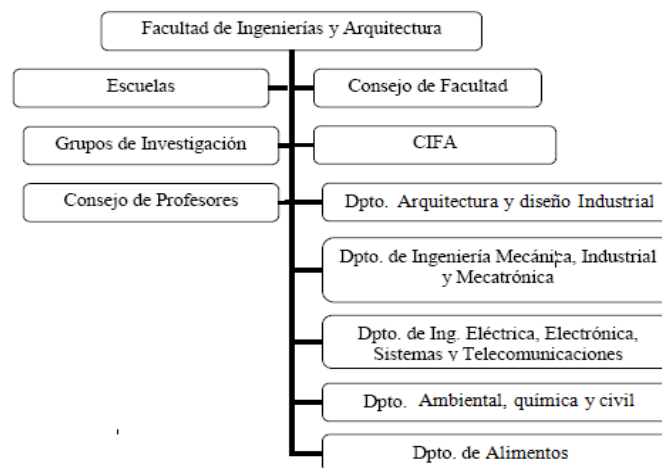 Facultad de Ingenierías y Arquitectura
Escuelas
Consejo de Facultad
Grupos de Investigación
CIFA
Consejo de Profesores
Dpto. Arquitectura y diseño Industrial
Dpto. de Ingeniería Mecánica, Industrial
y Mecatrónica
Dpto. de Ing. Eléctrica, Electrónica,
Sistemas y Telecomunicaciones
Dpto. Ambiental, química y civil
Dpto. de Alimentos